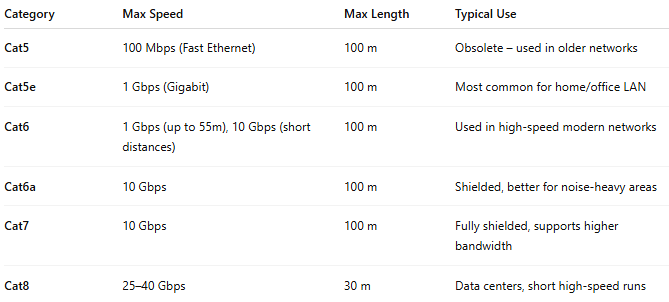 Category Max Speed Max Length Typical Use
Cat5 100 Mbps (Fast Ethernet) 100 m Obsolete – used in older networks
Cat5e 1 Gbps (Gigabit) 100 m Most common for home/office LAN
Cat6 1 Gbps (up to 55m), 10 Gbps (short 100 m Used in high-speed modern networks
distances)
Cat6a 10 Gbps 100 m Shielded, better for noise-heavy areas
Cat7 10 Gbps 100 m Fully shielded, supports higher
bandwidth
Cat8 25–40 Gbps 30 m Data centers, short high-speed runs